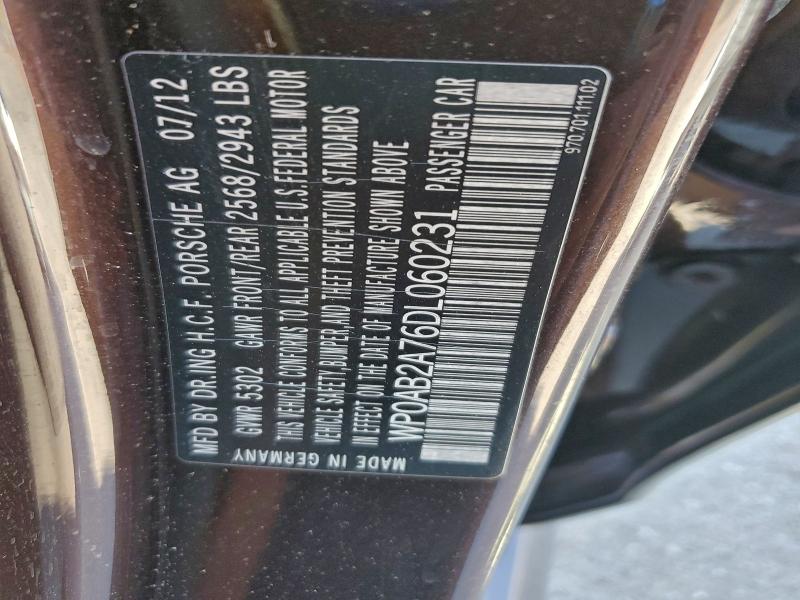 MFD BY DR.ING H.C.F. PORSCHE AG 07/12
GVWR 5302 GAWR FRONT/REAR 2568/2943 LBS
THIS VEHICLE CONFORMS TO ALL APPLICABLE U.S.FEDERAL MOTOR
VEHICLE SAFETY,BUMPER, AND THEFT PREVENTION STANDARDS
IN EFFECT ON THE DATE OF MANUFACTURE SHOWN ABOVE
WP0AB2A76DL060231 PASSENGER CAR
MADE IN GERMANY
970.701.111.02